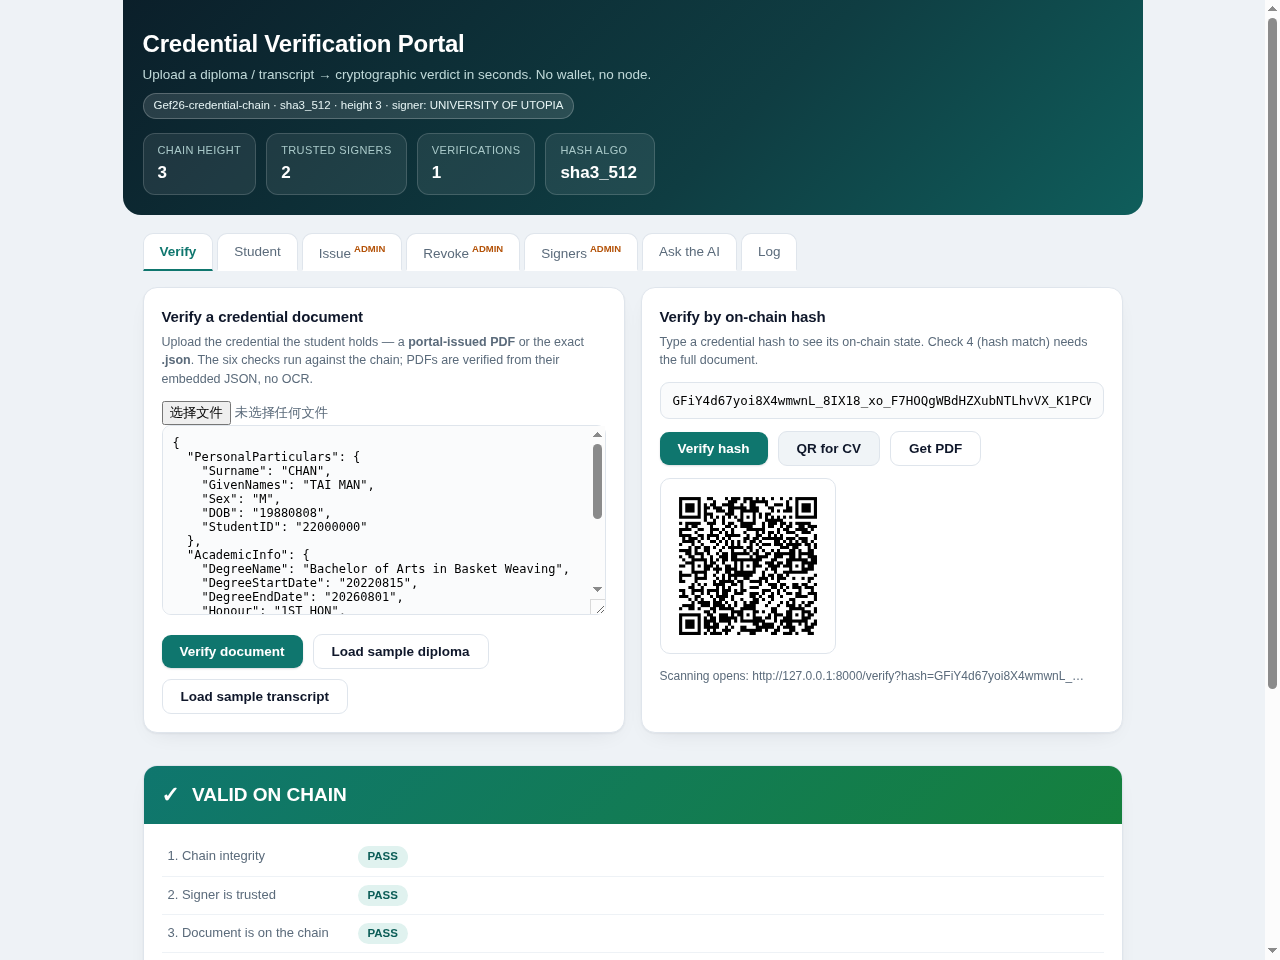 Credential Verification Portal
Upload a diploma / transcript → cryptographic verdict in seconds. No wallet, no node.
Gef26-credential-chain · sha3_512 · height 3 · signer: UNIVERSITY OF UTOPIA
CHAIN HEIGHT
3
TRUSTED SIGNERS
2
VERIFICATIONS
1
HASH ALGO
sha3_512
Verify
Student
Issue ADMIN
Revoke ADMIN
Signers ADMIN
Ask the AI
Log
Verify a credential document
Upload the credential the student holds — a portal-issued PDF or the exact
.json. The six checks run against the chain; PDFs are verified from their
embedded JSON, no OCR.
选择文件 未选择任何文件
{
"PersonalParticulars": {
"Surname": "CHAN",
"GivenNames": "TAI MAN",
"Sex": "M",
"DOB": "19880808",
"StudentID": "22000000"
},
"AcademicInfo": {
"DegreeName": "Bachelor of Arts in Basket Weaving",
"DegreeStartDate": "20220815",
"DegreeEndDate": "20260801",
"Honour": "1ST HON",
Verify document
Load sample diploma
Load sample transcript
Verify by on-chain hash
Type a credential hash to see its on-chain state. Check 4 (hash match) needs
the full document.
GFiY4d67yoi8X4wmwnL_8IX18_xo_F7HOQgWBdHZXubNTLhvVX_K1PCW
Verify hash
QR for CV
Get PDF
Scanning opens: http://127.0.0.1:8000/verify?hash=GFiY4d67yoi8X4wmwnL_…
✓ VALID ON CHAIN
1. Chain integrity PASS
2. Signer is trusted PASS
3. Document is on the chain PASS